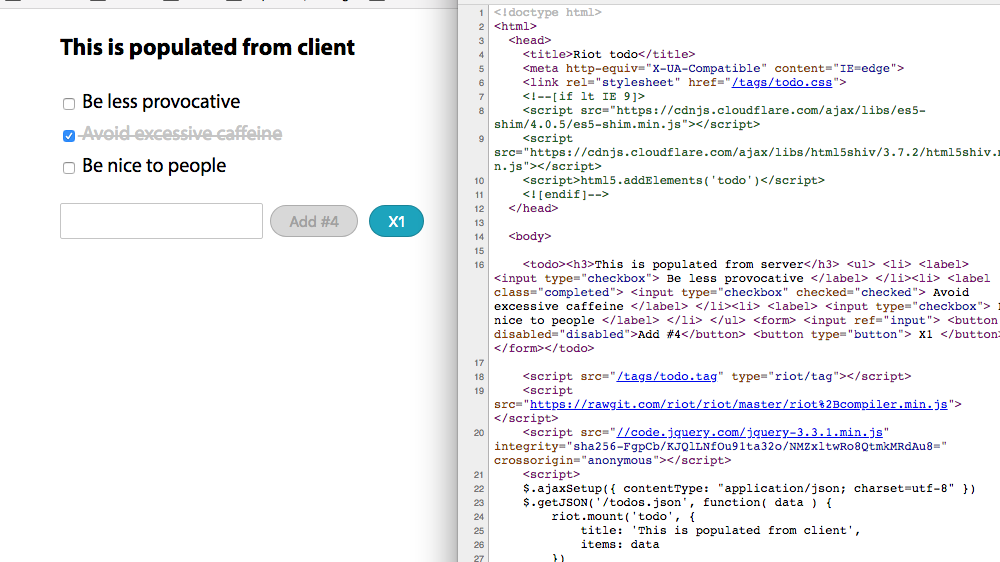 This is populated from client
Be less provocative
Avoid excessive caffeine
Be nice to people
Add #4 X1
1 <!doctype html>
2 <html>
3 <head>
4 <title>Riot todo</title>
5 <meta http-equiv="X-UA-Compatible" content="IE=edge">
6 <link rel="stylesheet" href="/tags/todo.css">
7 <!--[if lt IE 9]>
8 <script src="https://cdnjs.cloudflare.com/ajax/libs/es5-
shim/4.0.5/es5-shim.min.js"></script>
9 <script
src="https://cdnjs.cloudflare.com/ajax/libs/html5shiv/3.7.2/html5shiv.
n.js"></script>
10 <script>html5.addElements('todo')</script>
11 <![endif]-->
12 </head>
13
14 <body>
15
16 <todo><h3>This is populated from server</h3> <ul> <li> <label>
<input type="checkbox"> Be less provocative </label> </li><li> <label
class="completed"> <input type="checkbox" checked="checked"> Avoid
excessive caffeine </label> </li><li> <label> <input type="checkbox">
nice to people </label> </li> </ul> <form> <input ref="input"> <button
disabled="disabled">Add #4</button> <button type="button"> X1 </button>
</form></todo>
17
18 <script src="/tags/todo.tag" type="riot/tag"></script>
19 <script
src="https://rawgit.com/riot/riot/master/riot%2Bcompiler.min.js">
</script>
20 <script src="//code.jquery.com/jquery-3.3.1.min.js"
integrity="sha256-FgpCb/KJQlLNfOu91ta32o/NMZxltwRo8QtmkMRdAu8="
crossorigin="anonymous"></script>
21 <script>
22 $.ajaxSetup({ contentType: "application/json; charset=utf-8" })
23 $.getJSON('/todos.json', function( data ) {
24 riot.mount('todo', {
25 title: 'This is populated from client',
26 items: data
27 })